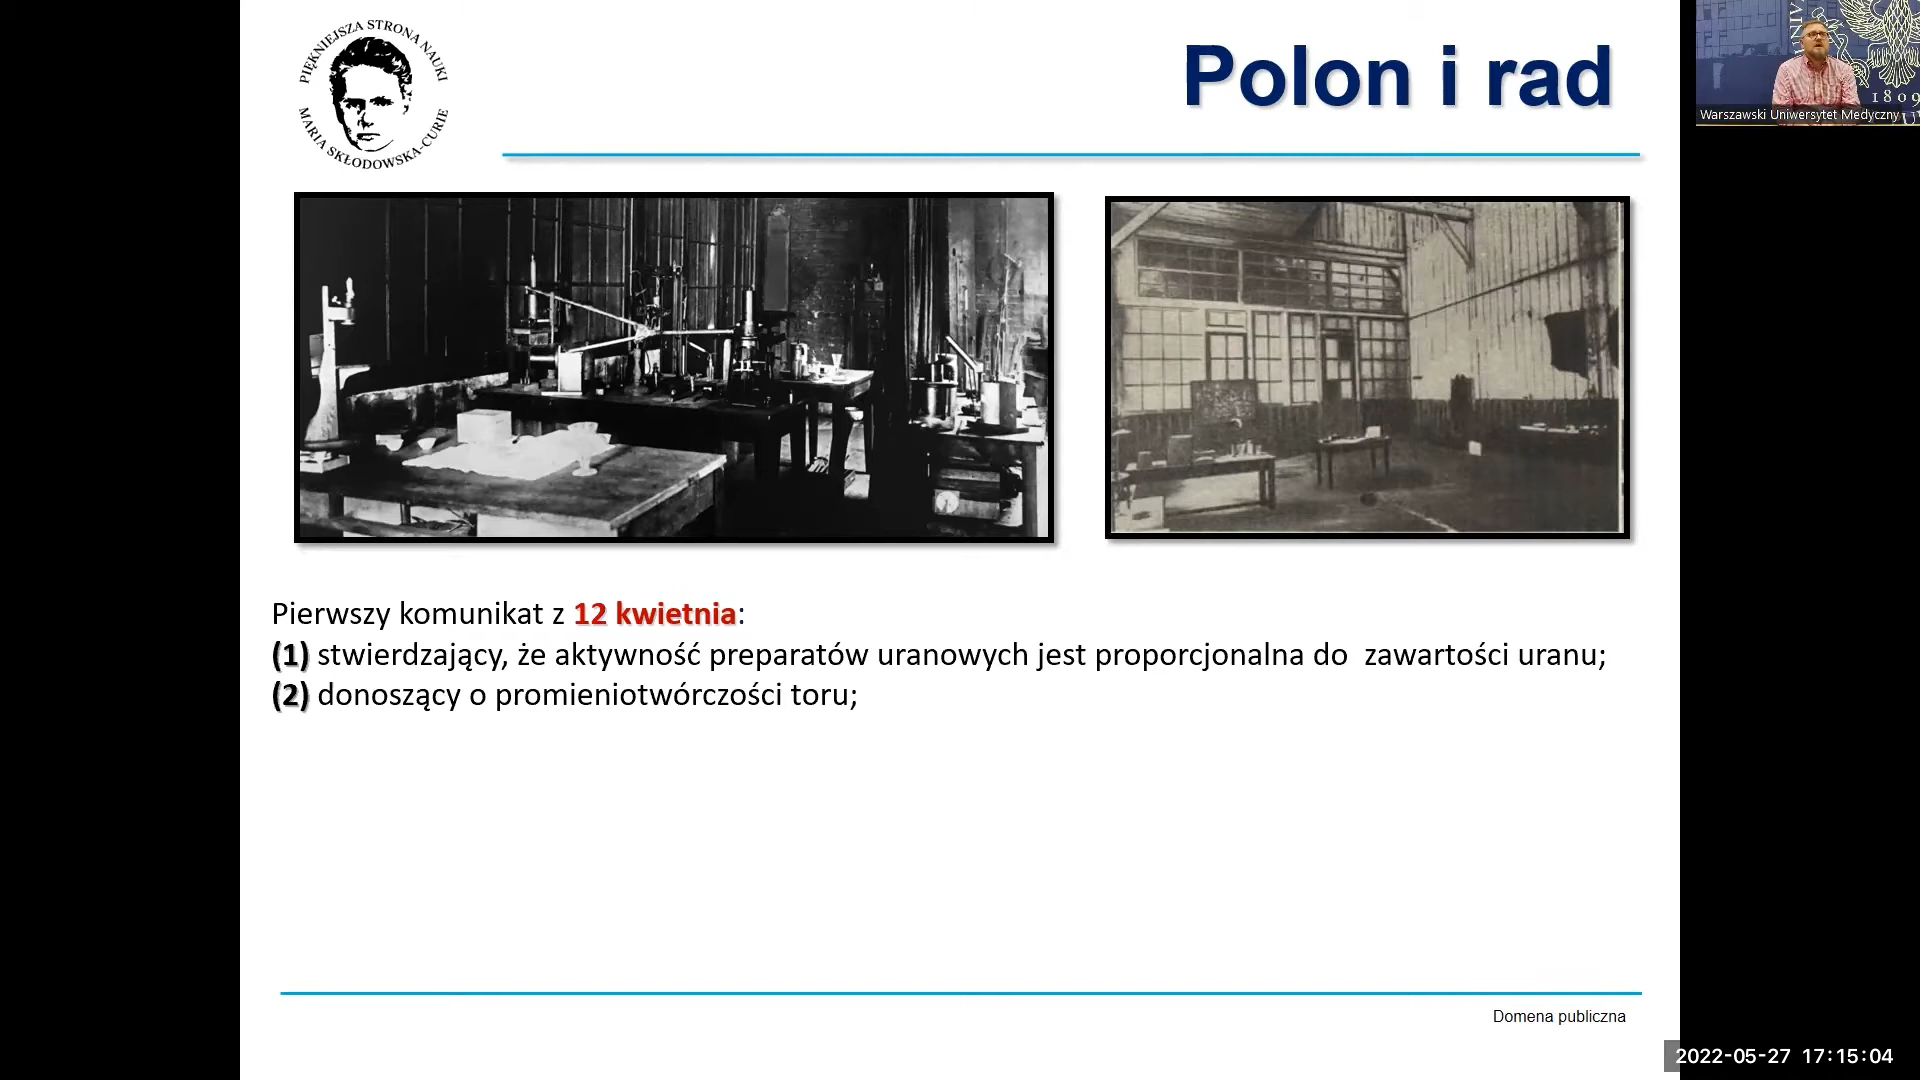 PIĘKNIEJSZA STRONA NAUKI
MARIA SKŁODOWSKA-CURIE
Polon i rad
1809
Warszawski Uniwersytet Medyczny
Pierwszy komunikat z 12 kwietnia:
(1) stwierdzający, że aktywność preparatów uranowych jest proporcjonalna do  zawartości uranu;
(2) donoszący o promieniotwórczości toru;
Domena publiczna
2022-05-27 17:15:04